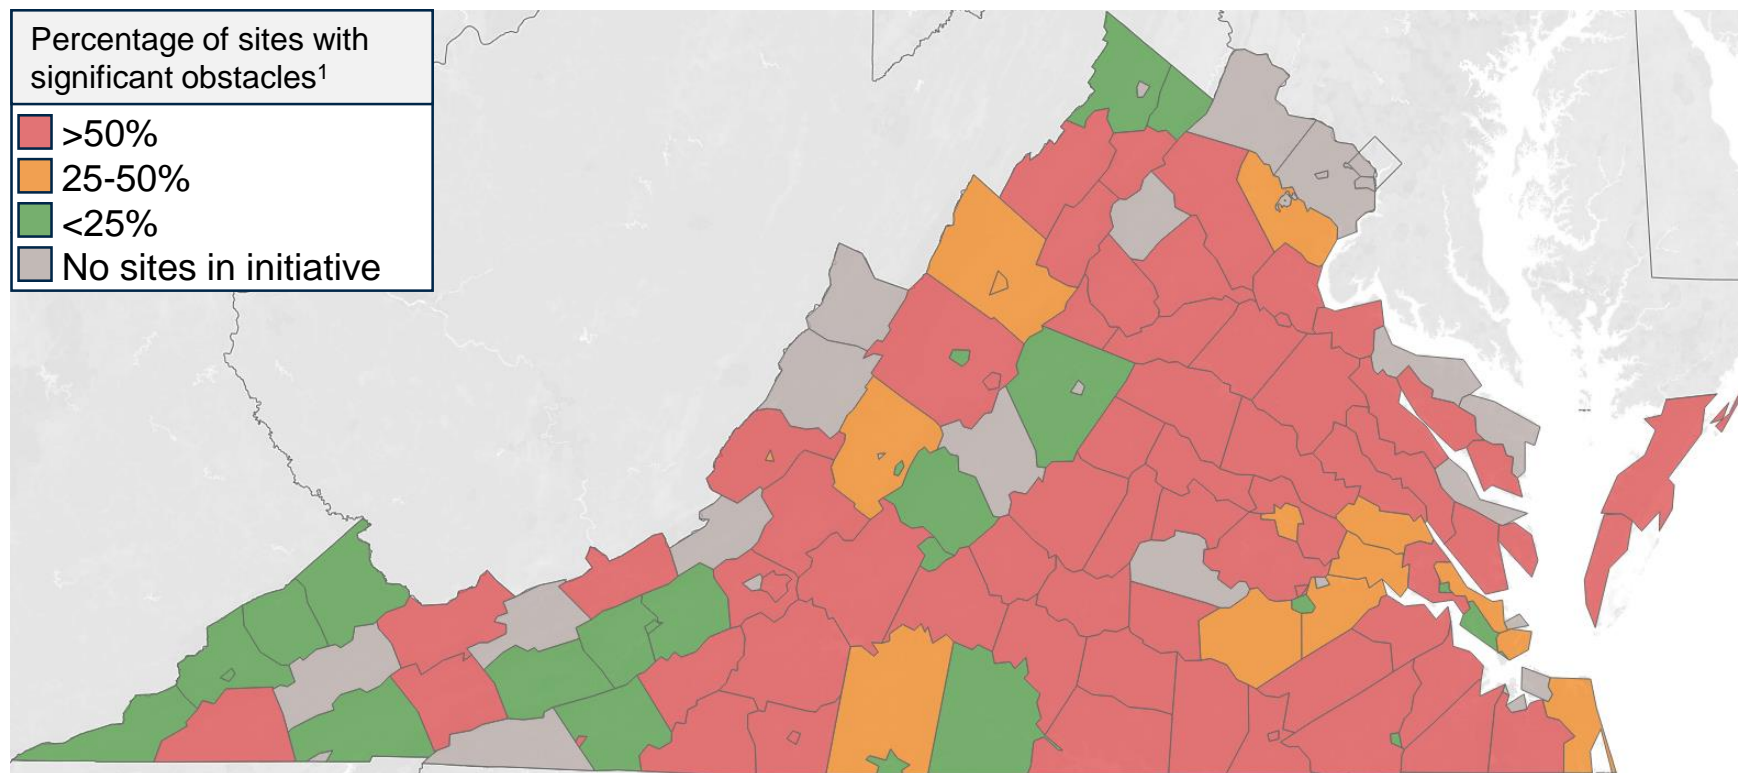 Percentage of sites with
significant obstacles¹
>50%
25-50%
<25%
No sites in initiative